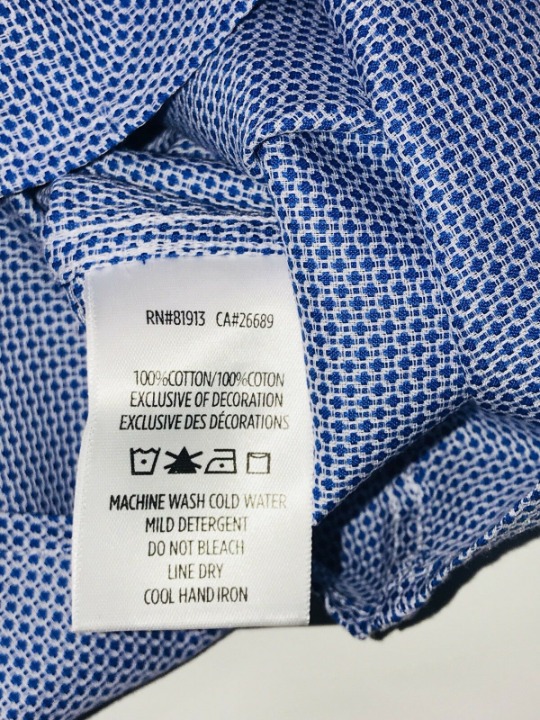 RN#81913 CA#26689
100%COTTON/100%COTON
EXCLUSIVE OF DECORATION
EXCLUSIVE DES DÉCORATIONS
MACHINE WASH COLD WATER
MILD DETERGENT
DO NOT BLEACH
LINE DRY
COOL HAND IRON